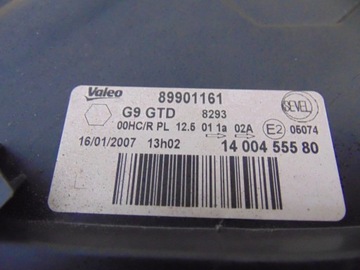 Valeo 89901161
G9 GTD 8293 SEVEL
00HC/R PL 12.5 01 1a 02A E2 05074
16/01/2007 13h02 14 004 555 80
L